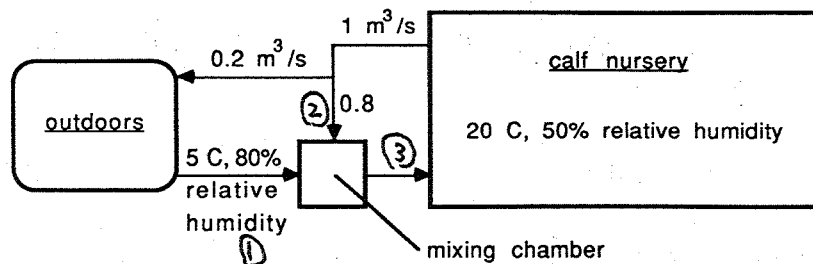 1 m³/s
0.2 m³/s
calf nursery
② 0.8
outdoors
20 C, 50% relative humidity
5 C, 80%
③
relative
humidity
①
mixing chamber